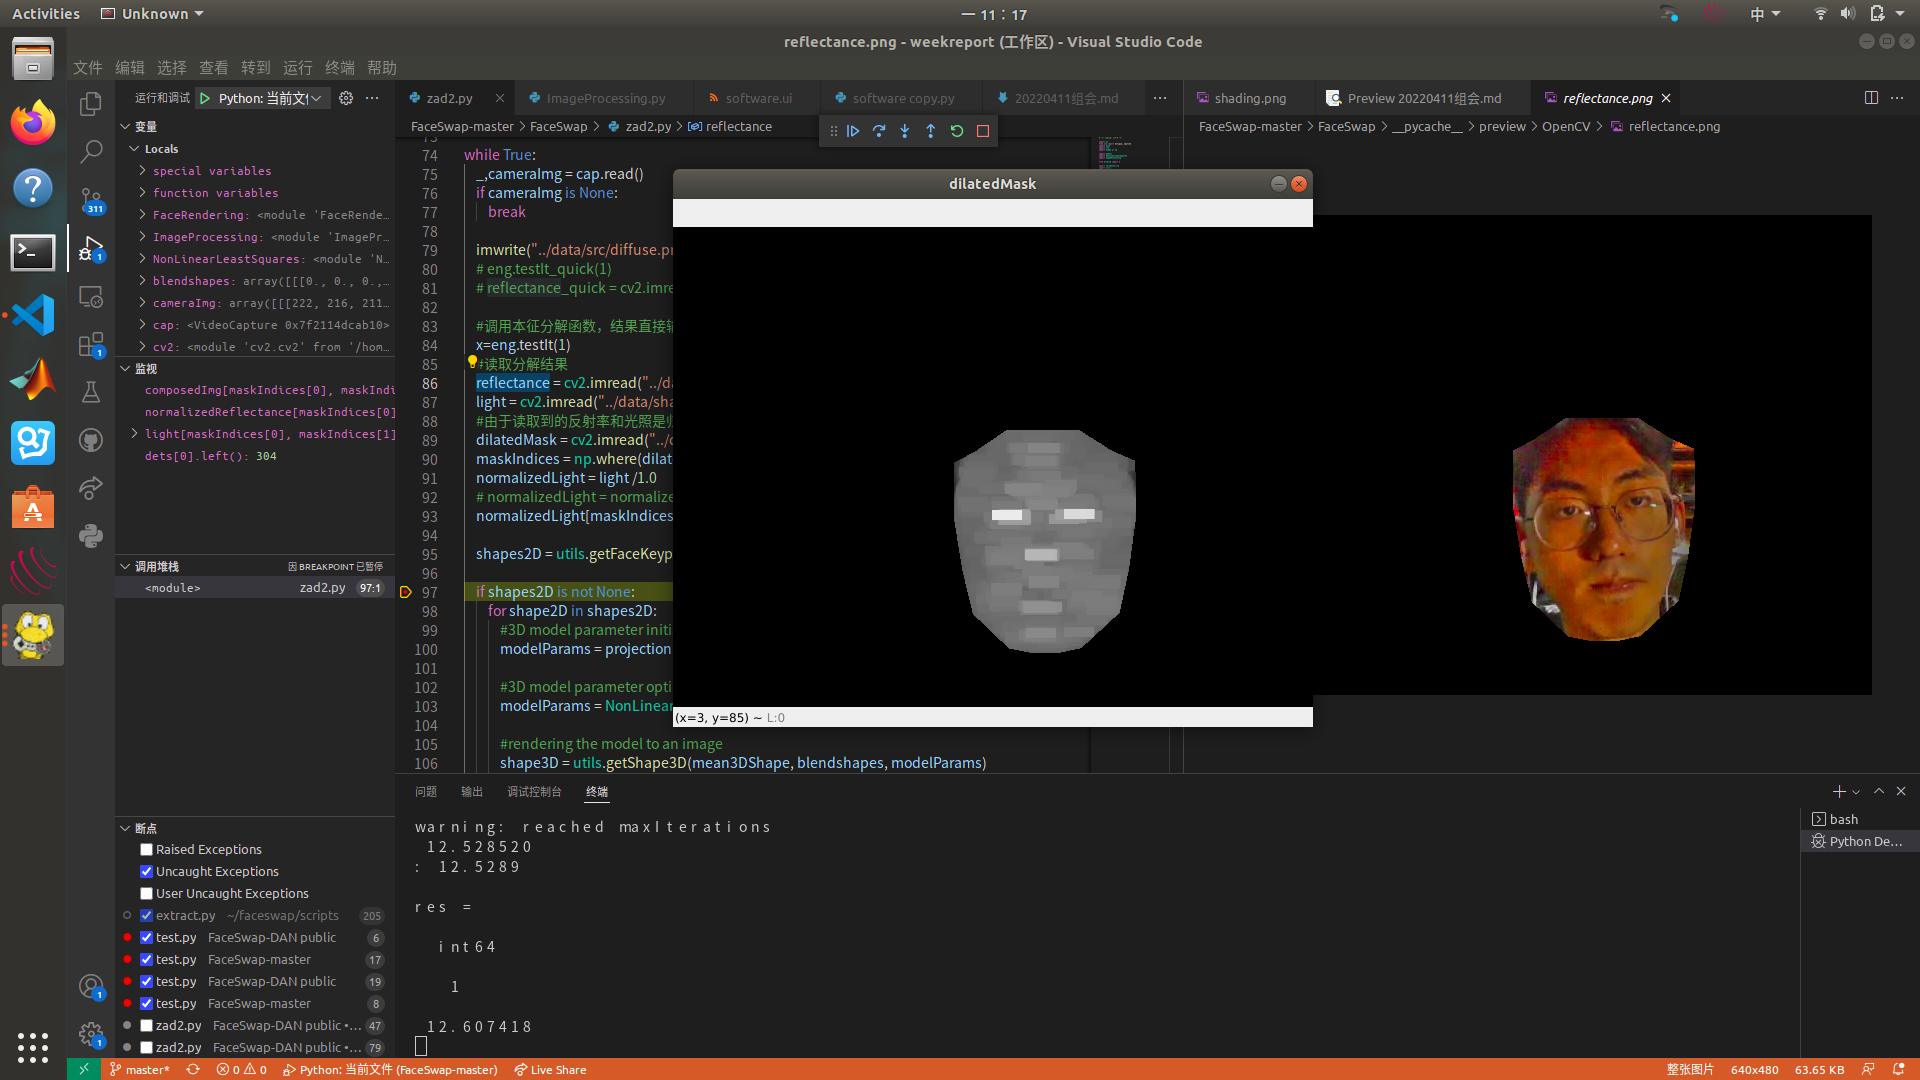 Activities
Unknown
一 11：17
中
reflectance.png - weekreport (工作区) - Visual Studio Code
文件 编辑 选择 查看 转到 运行 终端 帮助
运行和调试 Python: 当前文
变量
Locals
special variables
function variables
FaceRendering: <module 'FaceRende…
ImageProcessing: <module 'ImagePr…
NonLinearLeastSquares: <module 'N…
blendshapes: array([[[0., 0., 0.,…
cameraImg: array([[[222, 216, 211…
cap: <VideoCapture 0x7f2114dcab10>
cv2: <module 'cv2.cv2' from '/hom…
监视
composedImg[maskIndices[0], maskIndi
normalizedReflectance[maskIndices[0]
light[maskIndices[0], maskIndices[1]
dets[0].left(): 304
调用堆栈 因 BREAKPOINT 已暂停
<module> zad2.py 97:1
断点
Raised Exceptions
Uncaught Exceptions
User Uncaught Exceptions
extract.py ~/faceswap/scripts 205
test.py FaceSwap-DAN public 6
test.py FaceSwap-master 17
test.py FaceSwap-DAN public 19
test.py FaceSwap-master 8
zad2.py FaceSwap-DAN public •… 47
zad2.py FaceSwap-DAN public •… 79
311
1
1
1
1
zad2.py ImageProcessing.py software.ui software copy.py 20220411组会.md
FaceSwap-master > FaceSwap > zad2.py > reflectance
74 while True:
75 _,cameraImg = cap.read()
76 if cameraImg is None:
77 break
78
79 imwrite("../data/src/diffuse.pr
80 # eng.testIt_quick(1)
81 # reflectance_quick = cv2.imre
82
83 #调用本征分解函数，结果直接输
84 x=eng.testIt(1)
85 #读取分解结果
86 reflectance = cv2.imread("../da
87 light = cv2.imread("../data/sha
88 #由于读取到的反射率和光照是归
89 dilatedMask = cv2.imread("../d
90 maskIndices = np.where(dilat
91 normalizedLight = light /1.0
92 # normalizedLight = normalize
93 normalizedLight[maskIndices
94
95 shapes2D = utils.getFaceKeyp
96
97 if shapes2D is not None:
98 for shape2D in shapes2D:
99 #3D model parameter initi
100 modelParams = projection
101
102 #3D model parameter opti
103 modelParams = NonLinear
104
105 #rendering the model to an image
106 shape3D = utils.getShape3D(mean3DShape, blendshapes, modelParams)
dilatedMask
(x=3, y=85) ~ L:0
shading.png Preview 20220411组会.md reflectance.png
FaceSwap-master > FaceSwap > __pycache__ > preview > OpenCV > reflectance.png
问题 输出 调试控制台 终端
warning: reached maxIterations
12.528520
: 12.5289
res =
int64
1
12.607418
bash
Python De…
master* 0 0 Python: 当前文件 (FaceSwap-master) Live Share
整张图片 640x480 63.65 KB